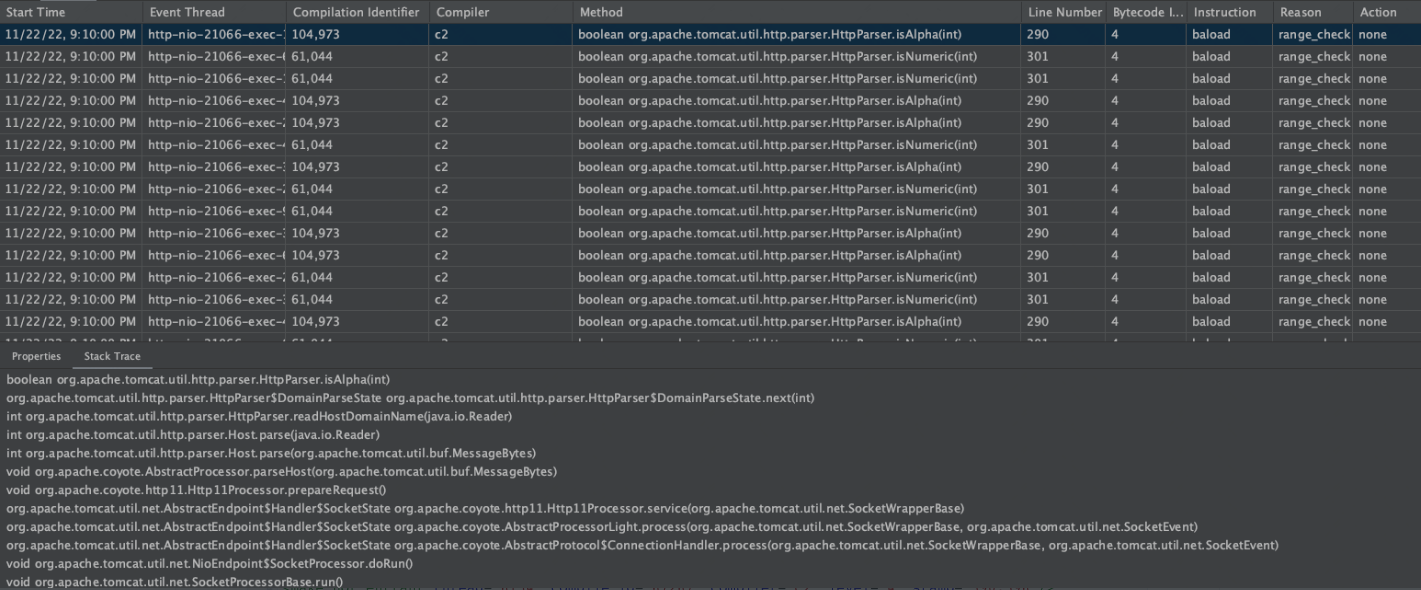 Start Time Event Thread Compilation Identifier Compiler Method Line Number Bytecode I... Instruction Reason Action
11/22/22, 9:10:00 PM http-nio-21066-exec- 104,973 c2 boolean org.apache.tomcat.util.http.parser.HttpParser.isAlpha(int) 290 4 baload range_check none
11/22/22, 9:10:00 PM http-nio-21066-exec- 61,044 c2 boolean org.apache.tomcat.util.http.parser.HttpParser.isNumeric(int) 301 4 baload range_check none
11/22/22, 9:10:00 PM http-nio-21066-exec- 61,044 c2 boolean org.apache.tomcat.util.http.parser.HttpParser.isNumeric(int) 301 4 baload range_check none
11/22/22, 9:10:00 PM http-nio-21066-exec- 104,973 c2 boolean org.apache.tomcat.util.http.parser.HttpParser.isAlpha(int) 290 4 baload range_check none
11/22/22, 9:10:00 PM http-nio-21066-exec- 104,973 c2 boolean org.apache.tomcat.util.http.parser.HttpParser.isAlpha(int) 290 4 baload range_check none
11/22/22, 9:10:00 PM http-nio-21066-exec- 61,044 c2 boolean org.apache.tomcat.util.http.parser.HttpParser.isNumeric(int) 301 4 baload range_check none
11/22/22, 9:10:00 PM http-nio-21066-exec- 104,973 c2 boolean org.apache.tomcat.util.http.parser.HttpParser.isAlpha(int) 290 4 baload range_check none
11/22/22, 9:10:00 PM http-nio-21066-exec- 61,044 c2 boolean org.apache.tomcat.util.http.parser.HttpParser.isNumeric(int) 301 4 baload range_check none
11/22/22, 9:10:00 PM http-nio-21066-exec- 61,044 c2 boolean org.apache.tomcat.util.http.parser.HttpParser.isNumeric(int) 301 4 baload range_check none
11/22/22, 9:10:00 PM http-nio-21066-exec- 104,973 c2 boolean org.apache.tomcat.util.http.parser.HttpParser.isAlpha(int) 290 4 baload range_check none
11/22/22, 9:10:00 PM http-nio-21066-exec- 104,973 c2 boolean org.apache.tomcat.util.http.parser.HttpParser.isAlpha(int) 290 4 baload range_check none
11/22/22, 9:10:00 PM http-nio-21066-exec- 61,044 c2 boolean org.apache.tomcat.util.http.parser.HttpParser.isNumeric(int) 301 4 baload range_check none
11/22/22, 9:10:00 PM http-nio-21066-exec- 61,044 c2 boolean org.apache.tomcat.util.http.parser.HttpParser.isNumeric(int) 301 4 baload range_check none
11/22/22, 9:10:00 PM http-nio-21066-exec- 104,973 c2 boolean org.apache.tomcat.util.http.parser.HttpParser.isAlpha(int) 290 4 baload range_check none
Properties Stack Trace
boolean org.apache.tomcat.util.http.parser.HttpParser.isAlpha(int)
org.apache.tomcat.util.http.parser.HttpParser$DomainParseState org.apache.tomcat.util.http.parser.HttpParser$DomainParseState.next(int)
int org.apache.tomcat.util.http.parser.HttpParser.readHostDomainName(java.io.Reader)
int org.apache.tomcat.util.http.parser.Host.parse(java.io.Reader)
int org.apache.tomcat.util.http.parser.Host.parse(org.apache.tomcat.util.buf.MessageBytes)
void org.apache.coyote.AbstractProcessor.parseHost(org.apache.tomcat.util.buf.MessageBytes)
void org.apache.coyote.http11.Http11Processor.prepareRequest()
org.apache.tomcat.util.net.AbstractEndpoint$Handler$SocketState org.apache.coyote.http11.Http11Processor.service(org.apache.tomcat.util.net.SocketWrapperBase)
org.apache.tomcat.util.net.AbstractEndpoint$Handler$SocketState org.apache.coyote.AbstractProcessorLight.process(org.apache.tomcat.util.net.SocketWrapperBase, org.apache.tomcat.util.net.SocketEvent)
org.apache.tomcat.util.net.AbstractEndpoint$Handler$SocketState org.apache.coyote.AbstractProtocol$ConnectionHandler.process(org.apache.tomcat.util.net.SocketWrapperBase, org.apache.tomcat.util.net.SocketEvent)
void org.apache.tomcat.util.net.NioEndpoint$SocketProcessor.doRun()
void org.apache.tomcat.util.net.SocketProcessorBase.run()